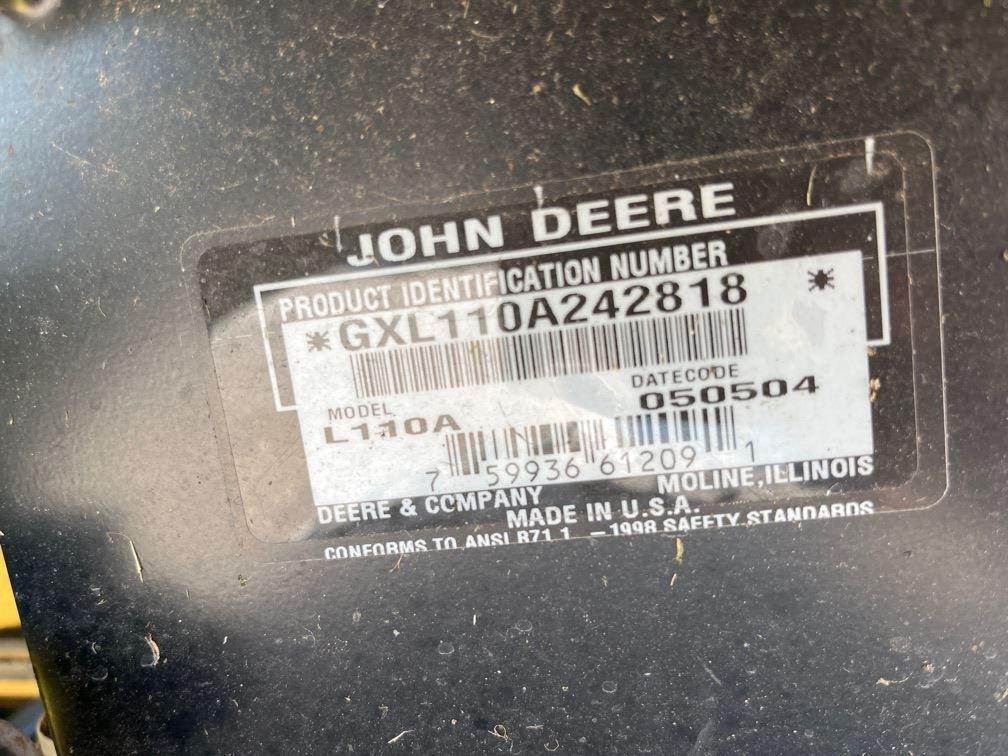 JOHN DEERE
PRODUCT IDENTIFICATION NUMBER
*GXL110A242818 *
MODEL
L110A
DATECODE
050504
7 59936 61209 1
DEERE & COMPANY MOLINE, ILLINOIS
MADE IN U.S.A.
CONFORMS TO ANSI B71.1 – 1998 SAFETY STANDARDS